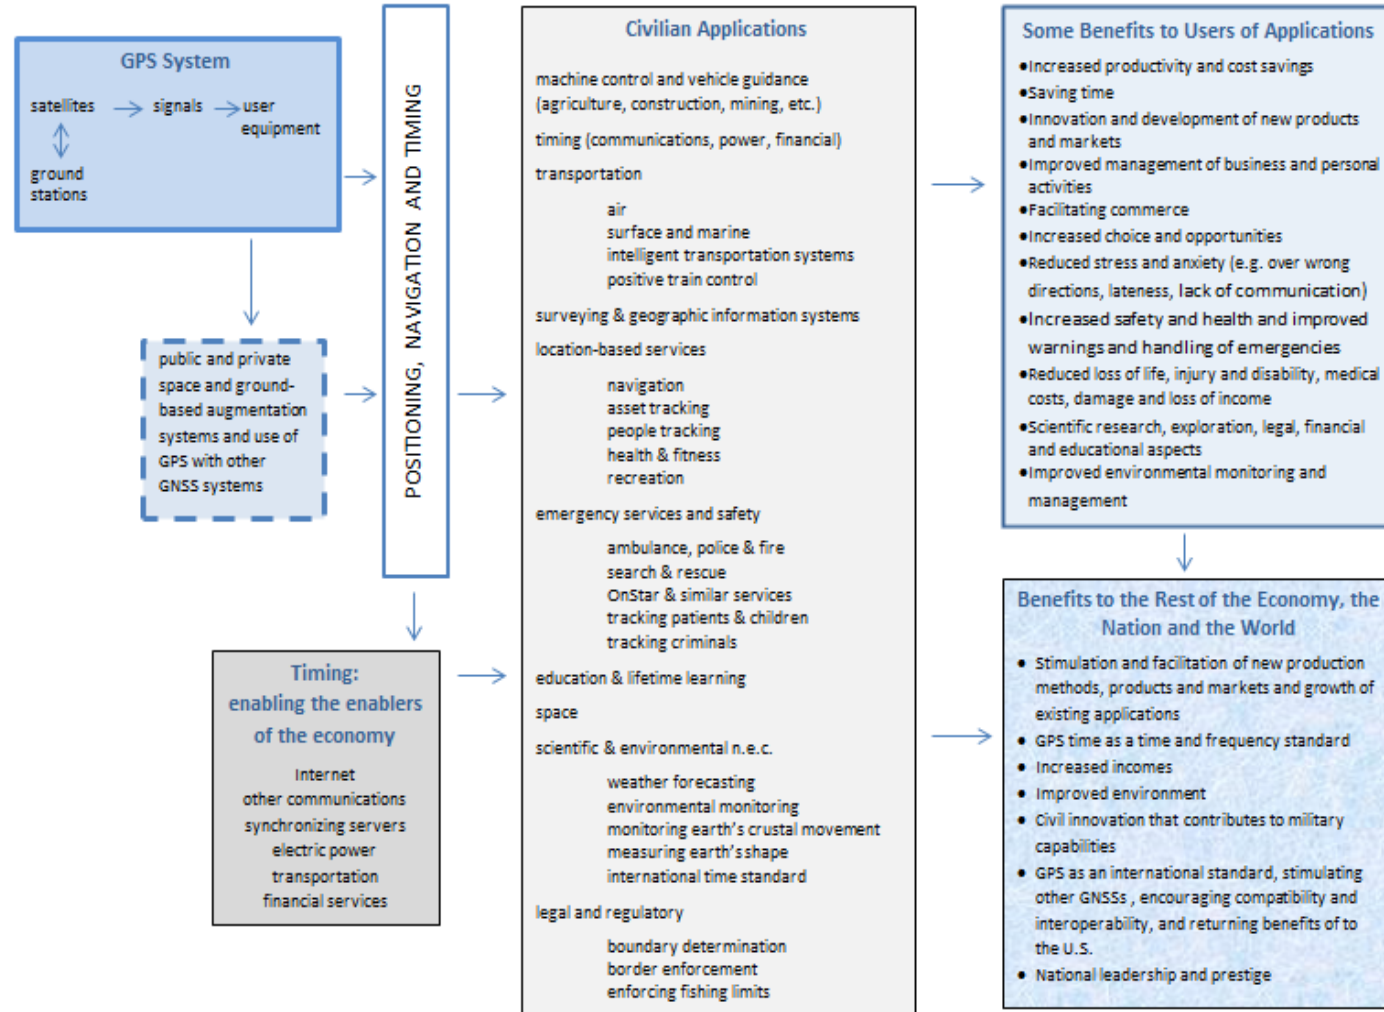 GPS System
satellites
signals
user
equipment
ground
stations
public and private
space and ground-
based augmentation
systems and use of
GPS with other
GNSS systems
POSITIONING, NAVIGATION AND TIMING
Timing:
enabling the enablers
of the economy
Internet
other communications
synchronizing servers
electric power
transportation
financial services
Civilian Applications
machine control and vehicle guidance
(agriculture, construction, mining, etc.)
timing (communications, power, financial)
transportation
air
surface and marine
intelligent transportation systems
positive train control
surveying & geographic information systems
location-based services
navigation
asset tracking
people tracking
health & fitness
recreation
emergency services and safety
ambulance, police & fire
search & rescue
OnStar & similar services
tracking patients & children
tracking criminals
education & lifetime learning
space
scientific & environmental n.e.c.
weather forecasting
environmental monitoring
monitoring earth's crustal movement
measuring earth's shape
international time standard
legal and regulatory
boundary determination
border enforcement
enforcing fishing limits
Some Benefits to Users of Applications
•Increased productivity and cost savings
•Saving time
•Innovation and development of new products
and markets
•Improved management of business and personal
activities
•Facilitating commerce
•Increased choice and opportunities
•Reduced stress and anxiety (e.g. over wrong
directions, lateness, lack of communication)
•Increased safety and health and improved
warnings and handling of emergencies
•Reduced loss of life, injury and disability, medical
costs, damage and loss of income
•Scientific research, exploration, legal, financial
and educational aspects
•Improved environmental monitoring and
management
Benefits to the Rest of the Economy, the
Nation and the World
• Stimulation and facilitation of new production
methods, products and markets and growth of
existing applications
• GPS time as a time and frequency standard
• Increased incomes
• Improved environment
• Civil innovation that contributes to military
capabilities
• GPS as an international standard, stimulating
other GNSSs , encouraging compatibility and
interoperability, and returning benefits of to
the U.S.
• National leadership and prestige